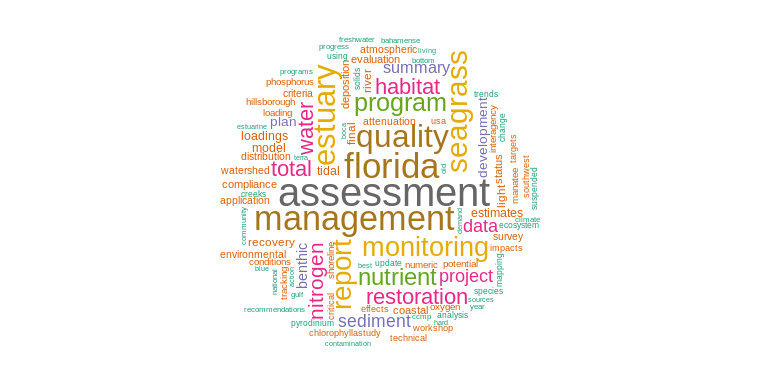 freshwater
bahamense
progress
atmospheric
living
using
evaluation
bottom
programs
deposition
solids
river
summary
phosphorus
habitat
seagrass
criteria
estuary
program
trends
hillsborough
water
development
loading
plan
final
attenuation
usa
interagency
change
estuarine
boca
quality
loadings
model
targets
distribution
terra
florida
old
status
southwest
watershed
total
tidal
manatee
suspended
compliance
assessment
light
creeks
application
management
estimates
community
demand
data
climate
ecosystem
recovery
monitoring
survey
environmental
benthic
report
shoreline
impacts
conditions
best
update
numeric
potential
mapping
blue
national
tracking
action
nitrogen
nutrient
project
gulf
critical
restoration
species
sources
recommendations
effects
coastal
oxygen
year
pyrodinium
sediment
ccmp
analysis
hard
chlorophyllastudy
workshop
technical
contamination